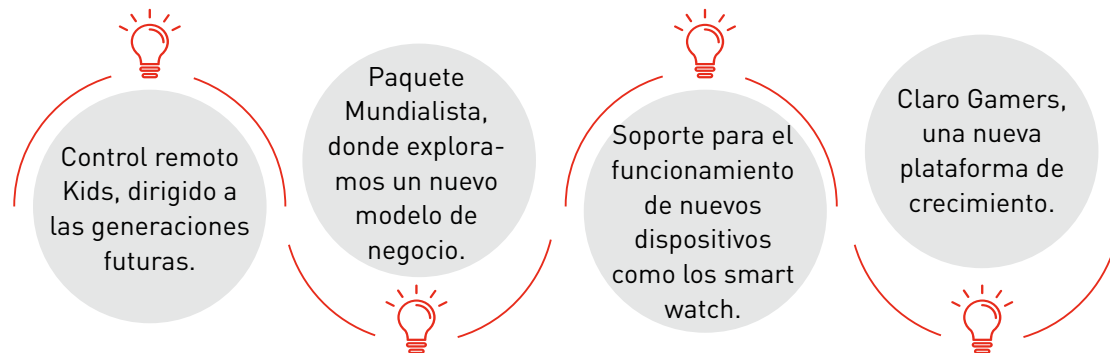 Control remoto
Kids, dirigido a
las generaciones
futuras.
Paquete
Mundialista,
donde explora-
mos un nuevo
modelo de
negocio.
Soporte para el
funcionamiento
de nuevos
dispositivos
como los smart
watch.
Claro Gamers,
una nueva
plataforma de
crecimiento.